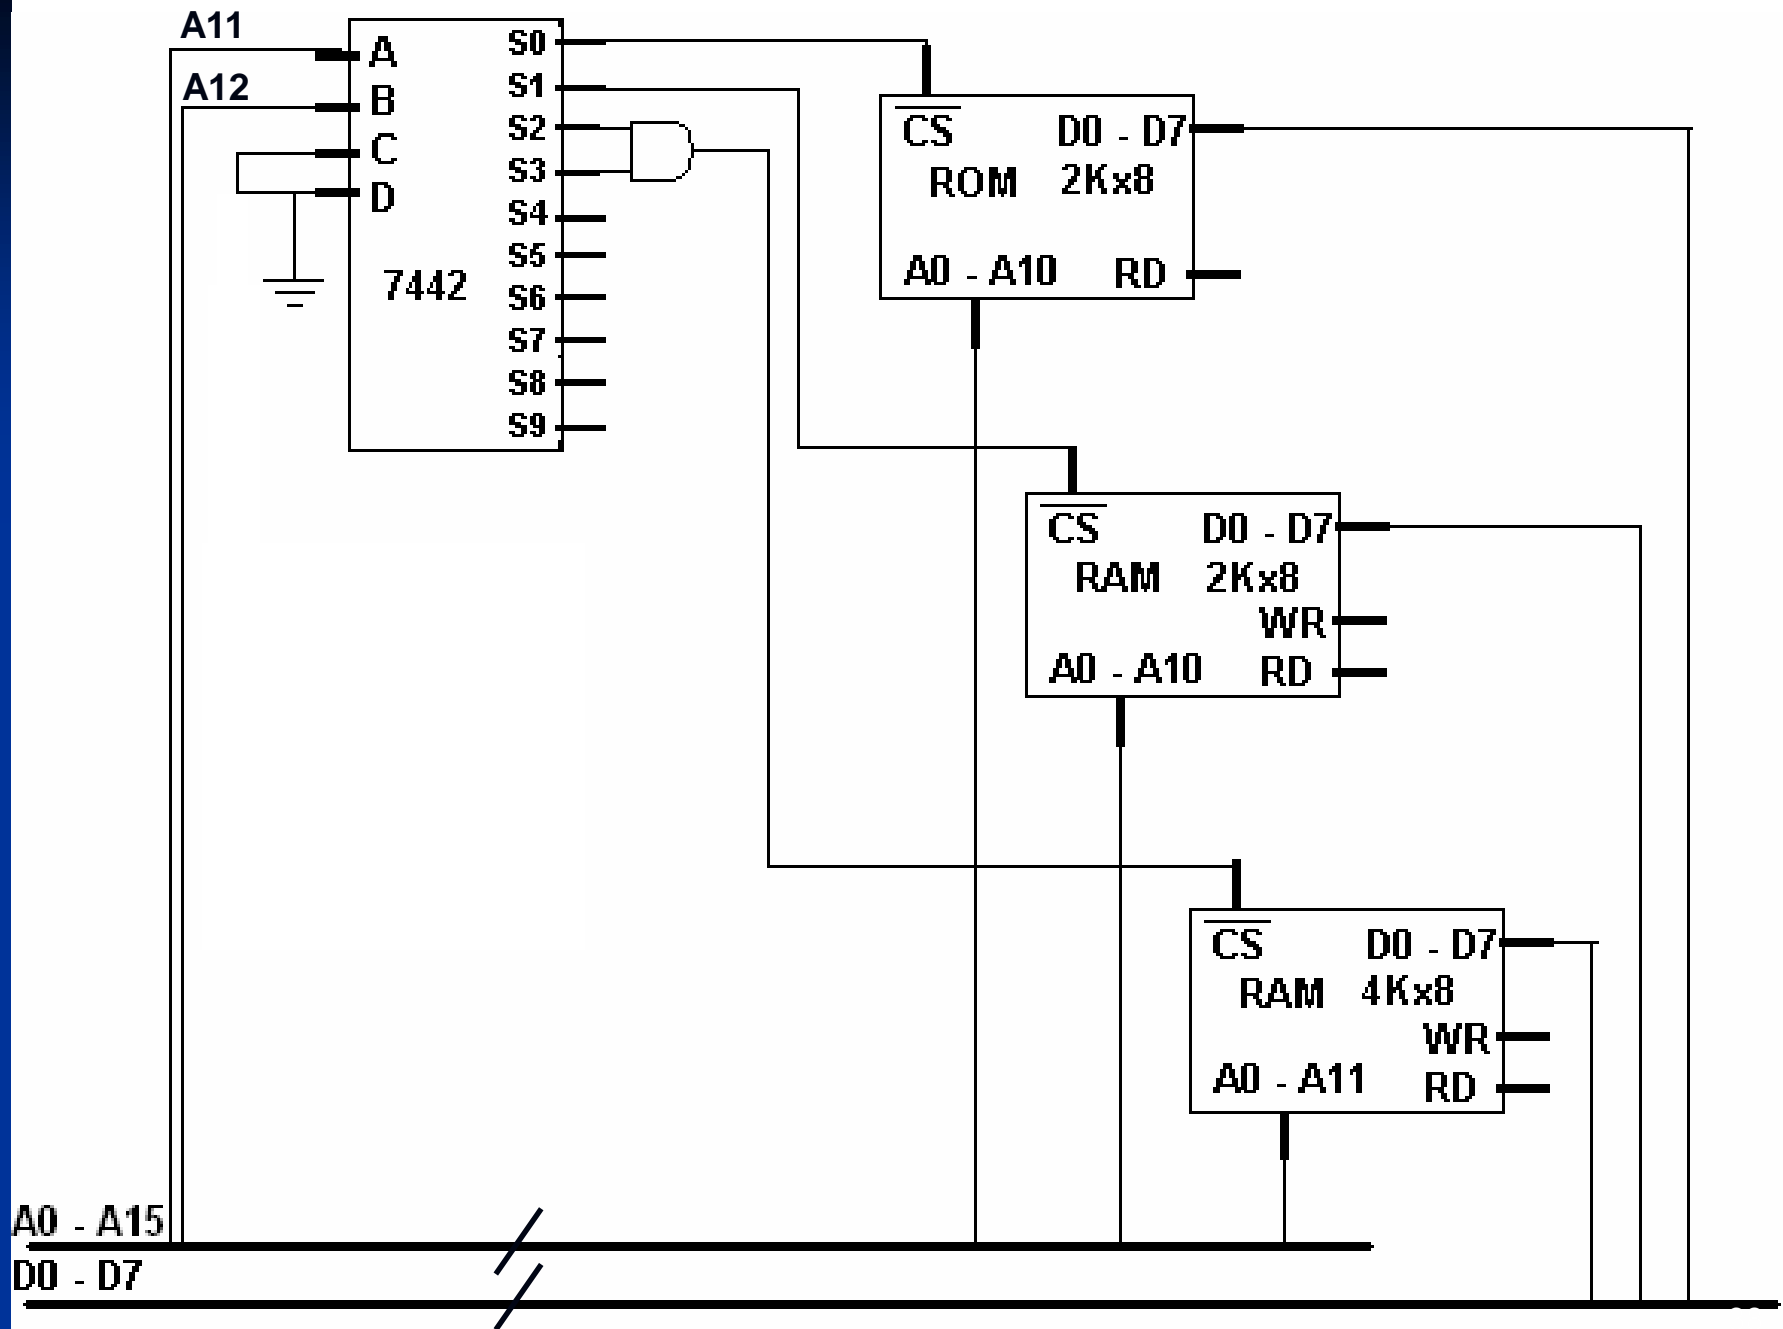 A11
A12
A
B
C
D
7442
S0
S1
S2
S3
S4
S5
S6
S7
S8
S9
CS D0 - D7
ROM 2Kx8
A0 - A10 RD
CS D0 - D7
RAM 2Kx8
WR
A0 - A10 RD
CS D0 - D7
RAM 4Kx8
WR
A0 - A11 RD
A0 - A15
D0 - D7